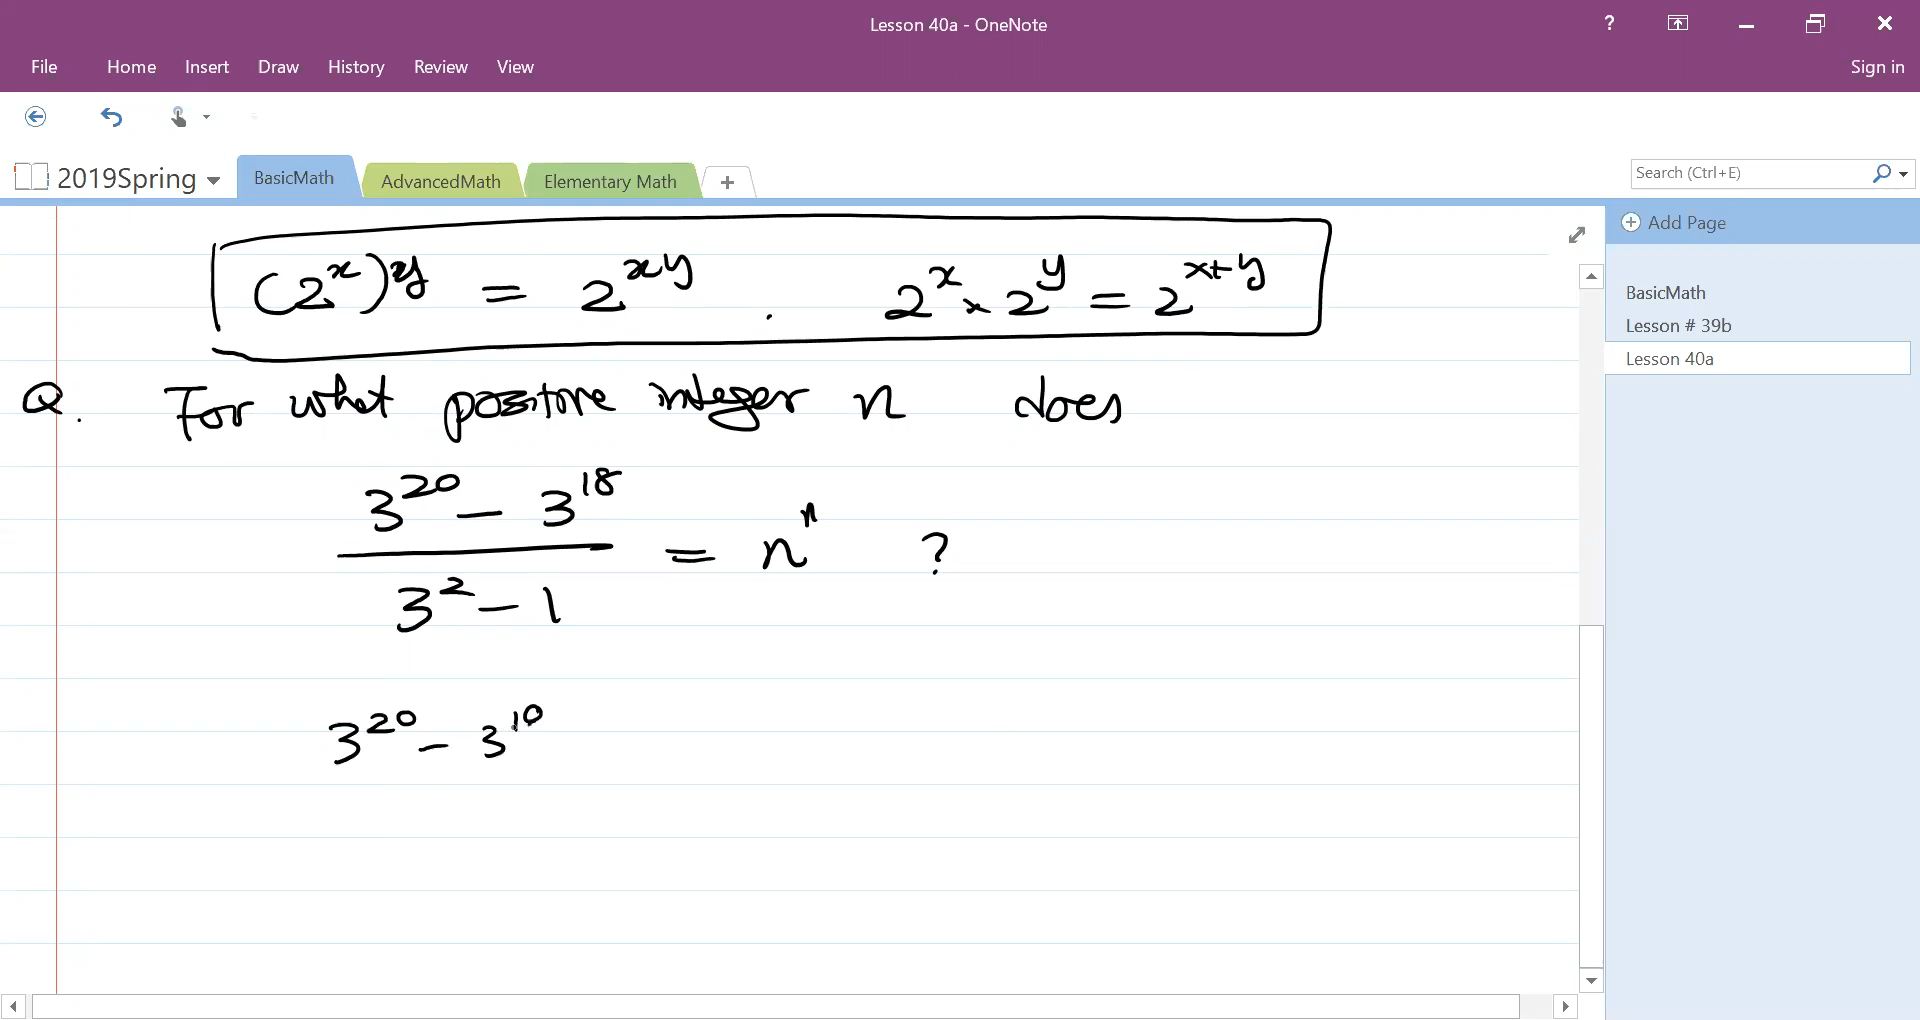 Lesson 40a - OneNote
?
File Home Insert Draw History Review View
Sign in
2019Spring BasicMath AdvancedMath Elementary Math +
Search (Ctrl+E)
Add Page
BasicMath
Lesson # 39b
Lesson 40a
(2^x)^y = 2^{xy} . 2^x × 2^y = 2^{x+y}
Q. For what positive integer n does
\frac{3^{20} - 3^{18}}{3^2 - 1} = n^n ?
3^{20} - 3^{10}